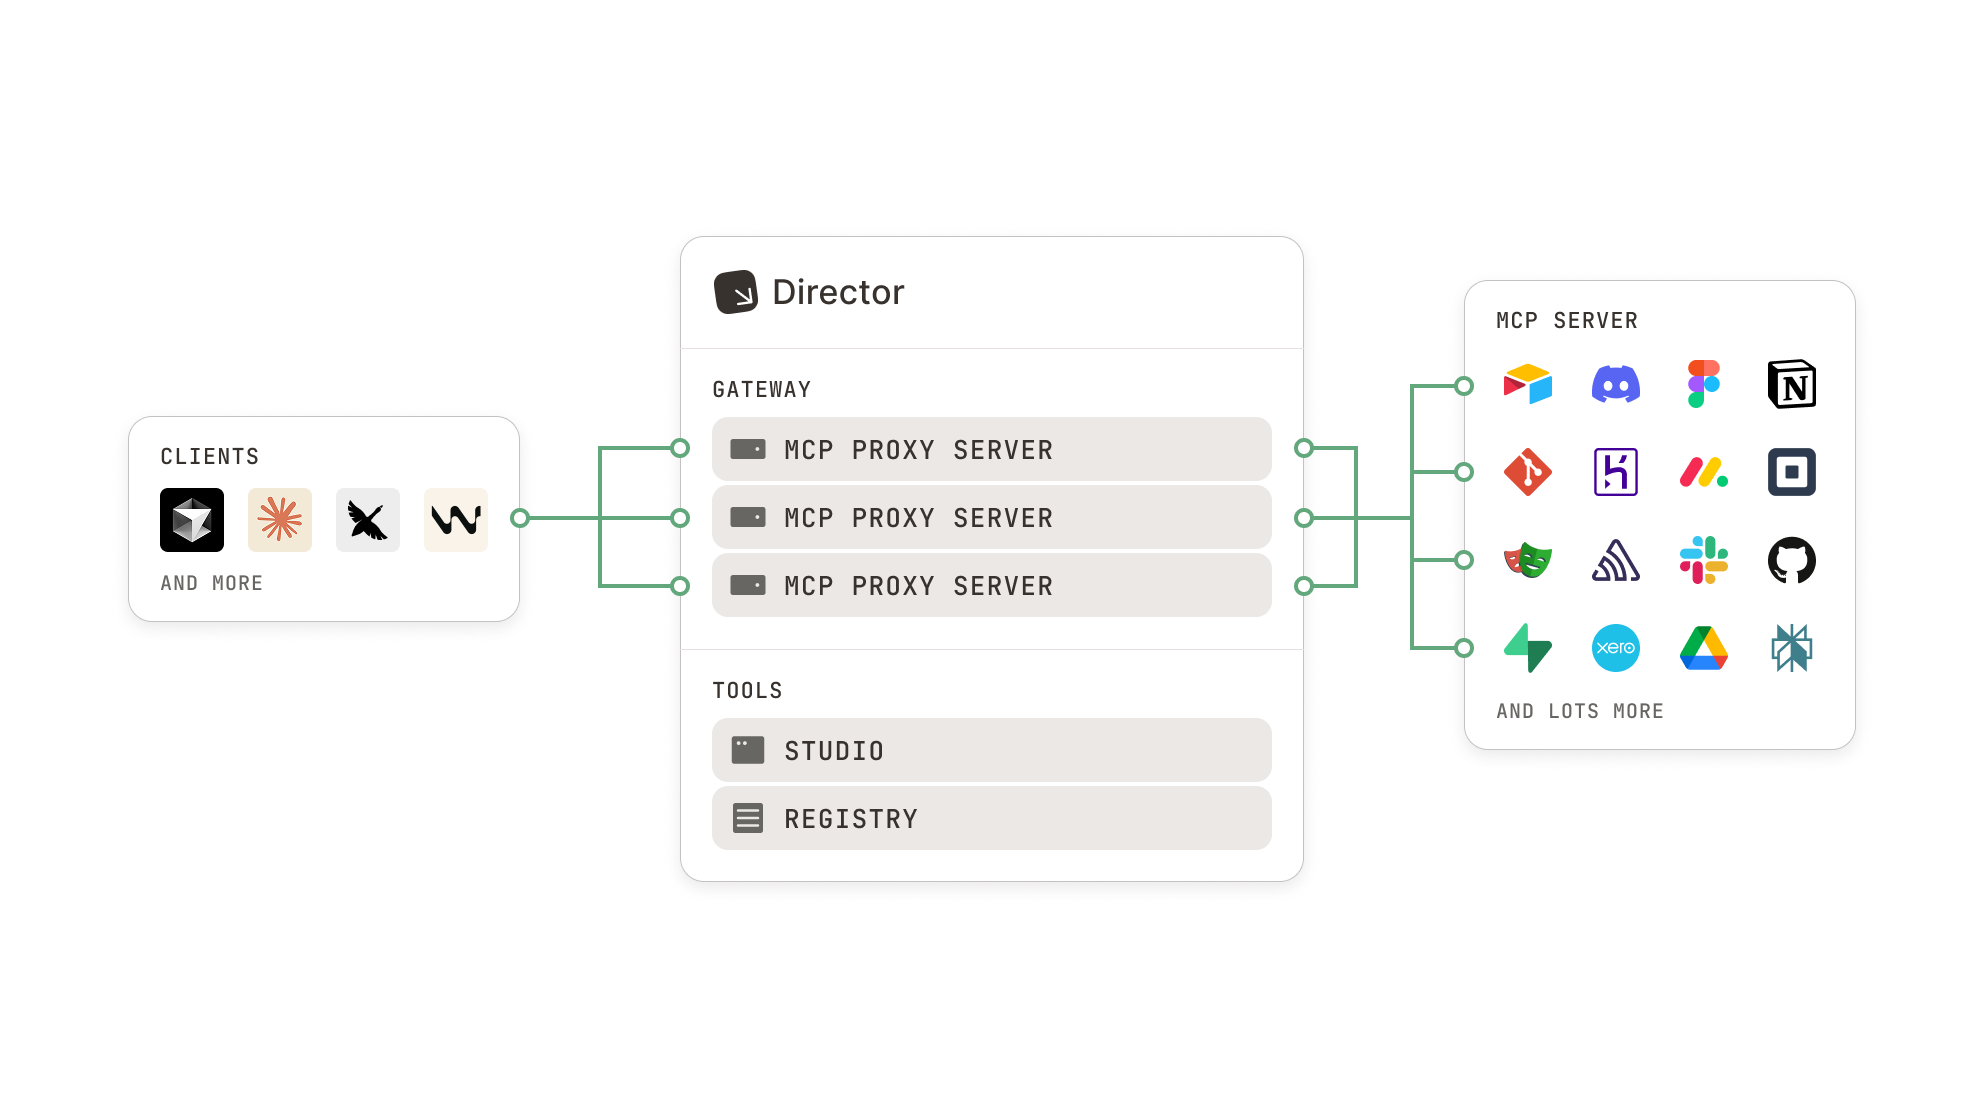 CLIENTS
AND MORE
Director
GATEWAY
MCP PROXY SERVER
MCP PROXY SERVER
MCP PROXY SERVER
TOOLS
STUDIO
REGISTRY
MCP SERVER
N
xero
AND LOTS MORE